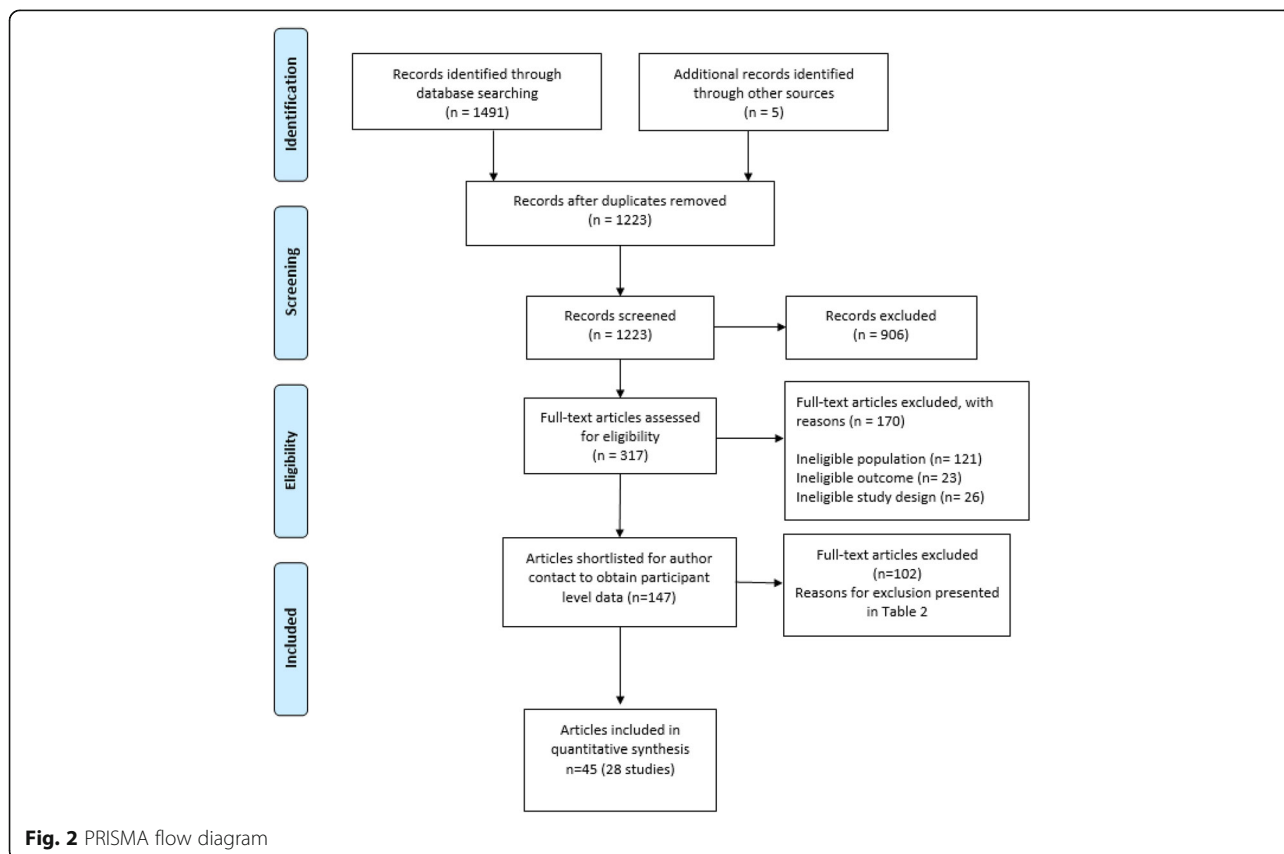 Identification
Records identified through
database searching
(n = 1491)
Additional records identified
through other sources
(n = 5)
Records after duplicates removed
(n = 1223)
Screening
Records screened
(n = 1223)
Records excluded
(n = 906)
Eligibility
Full-text articles assessed
for eligibility
(n = 317)
Full-text articles excluded, with
reasons (n = 170)
Ineligible population (n= 121)
Ineligible outcome (n= 23)
Ineligible study design (n= 26)
Articles shortlisted for author
contact to obtain participant
level data (n=147)
Full-text articles excluded
(n=102)
Reasons for exclusion presented
in Table 2
Included
Articles included in
quantitative synthesis
n=45 (28 studies)
Fig. 2 PRISMA flow diagram